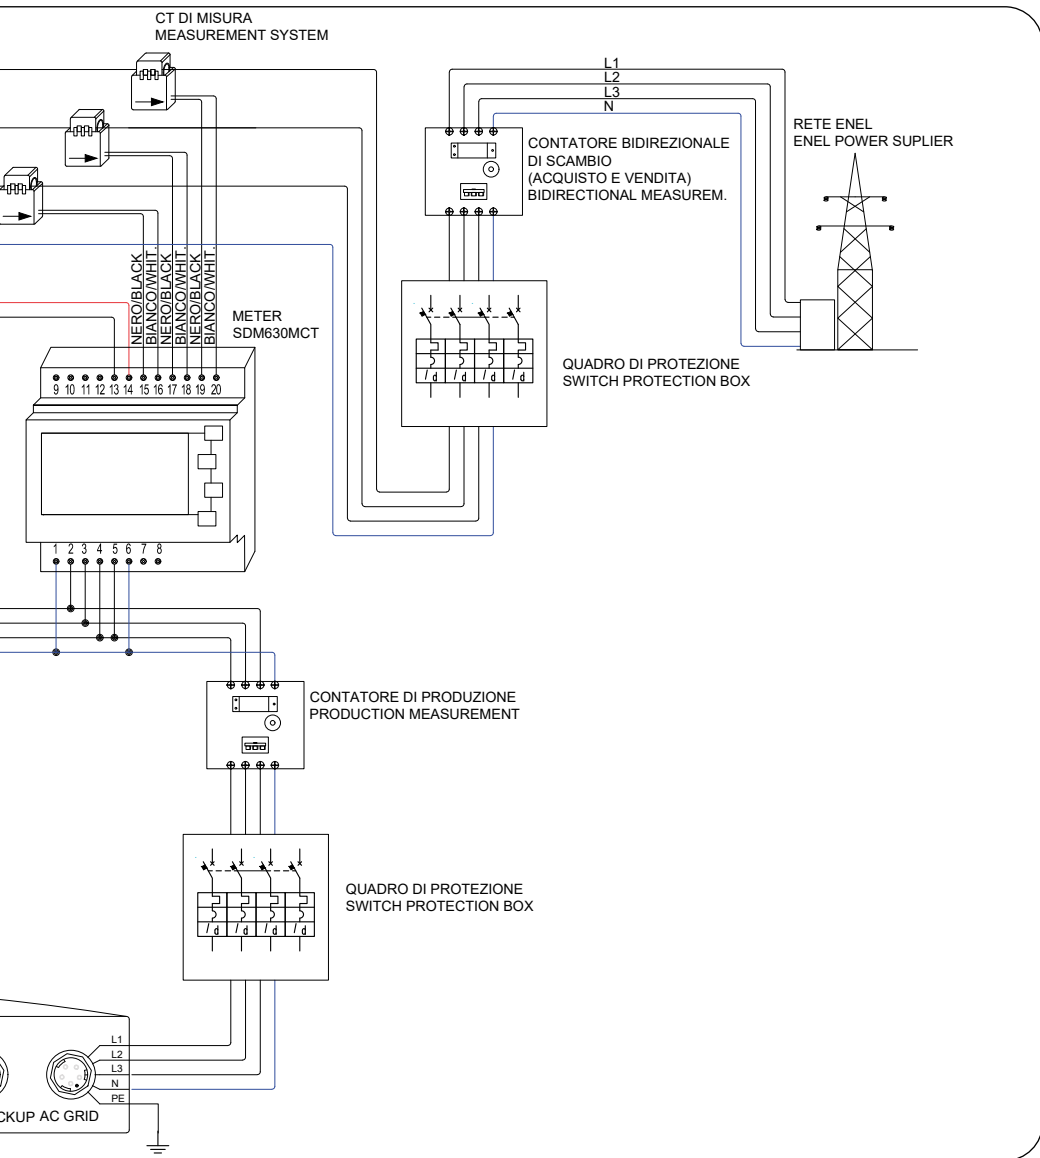 CT DI MISURA
MEASUREMENT SYSTEM
L1
L2
L3
N
CONTATORE BIDIREZIONALE
DI SCAMBIO
(ACQUISTO E VENDITA)
BIDIRECTIONAL MEASUREM.
RETE ENEL
ENEL POWER SUPLIER
NERO/BLACK
BIANCO/WHIT.
NERO/BLACK
BIANCO/WHIT.
NERO/BLACK
BIANCO/WHIT.
METER
SDM630MCT
QUADRO DI PROTEZIONE
SWITCH PROTECTION BOX
/ d / d / d / d
9 10 11 12 13 14 15 16 17 18 19 20
1 2 3 4 5 6 7 8
CONTATORE DI PRODUZIONE
PRODUCTION MEASUREMENT
QUADRO DI PROTEZIONE
SWITCH PROTECTION BOX
/ d / d / d / d
L1
L2
L3
N
PE
CKUP AC GRID